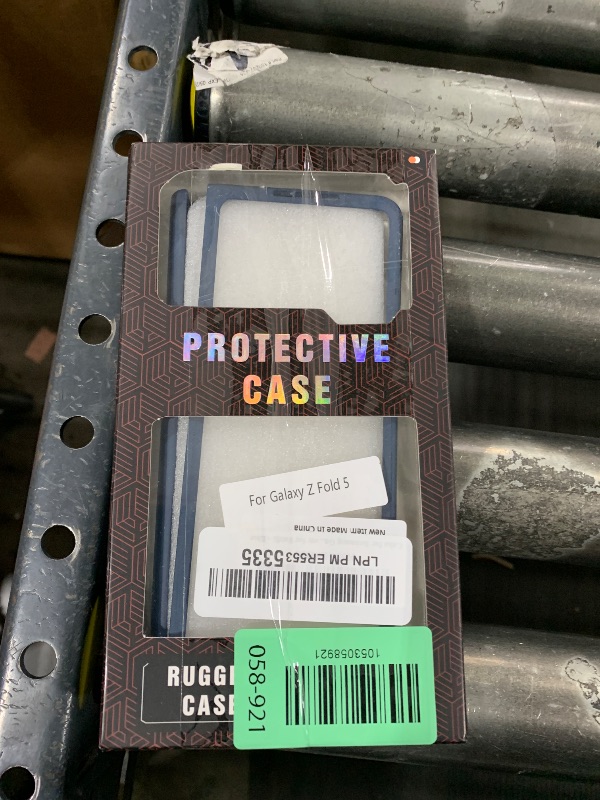 PROTECTIVE
CASE
For Galaxy Z Fold 5
New Item Made in China
LPN PM ER5535335
RUGG
CASE
058-921
1053058921